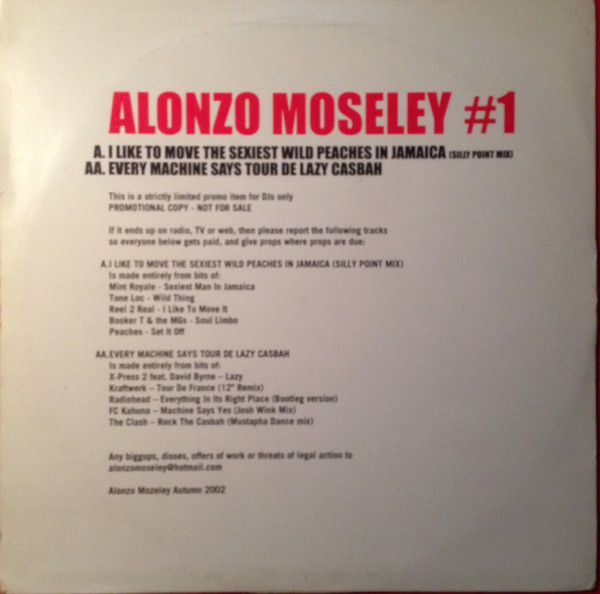 ALONZO MOSELEY #1
A. I LIKE TO MOVE THE SEXIEST WILD PEACHES IN JAMAICA (SILLY POINT MIX)
AA. EVERY MACHINE SAYS TOUR DE LAZY CASBAH
This is a strictly limited promo item for DJs only
PROMOTIONAL COPY - NOT FOR SALE
If it ends up on radio, TV or web, then please report the following tracks
so everyone below gets paid, and give props where props are due:
A.I LIKE TO MOVE THE SEXIEST WILD PEACHES IN JAMAICA (SILLY POINT MIX)
Is made entirely from bits of:
Mint Royale - Sexiest Man In Jamaica
Tone Loc - Wild Thing
Reel 2 Real - I Like To Move It
Booker T & the MGs - Soul Limbo
Peaches - Set It Off
AA.EVERY MACHINE SAYS TOUR DE LAZY CASBAH
Is made entirely from bits of:
X-Press 2 feat. David Byrne – Lazy
Kraftwerk – Tour De France (12" Remix)
Radiohead – Everything In Its Right Place (Bootleg version)
FC Kahuna – Machine Says Yes (Josh Wink Mix)
The Clash – Rock The Casbah (Mustapha Dance mix)
Any biggups, disses, offers of work or threats of legal action to
alonzomoseley@hotmail.com
Alonzo Mozeley Autumn 2002